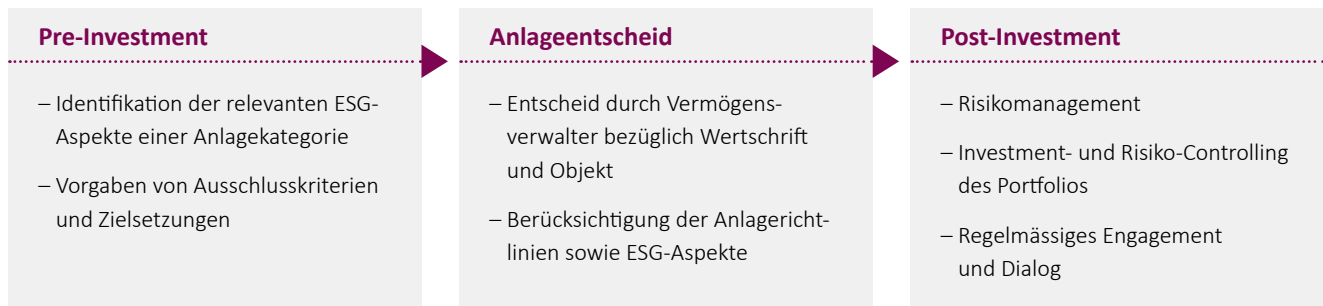 Pre-Investment
– Identifikation der relevanten ESG-
Aspekte einer Anlagekategorie
– Vorgaben von Ausschlusskriterien
und Zielsetzungen
Anlageentscheid
– Entscheid durch Vermögens-
verwalter bezüglich Wertschrift
und Objekt
– Berücksichtigung der Anlagericht-
linien sowie ESG-Aspekte
Post-Investment
– Risikomanagement
– Investment- und Risiko-Controlling
des Portfolios
– Regelmässiges Engagement
und Dialog